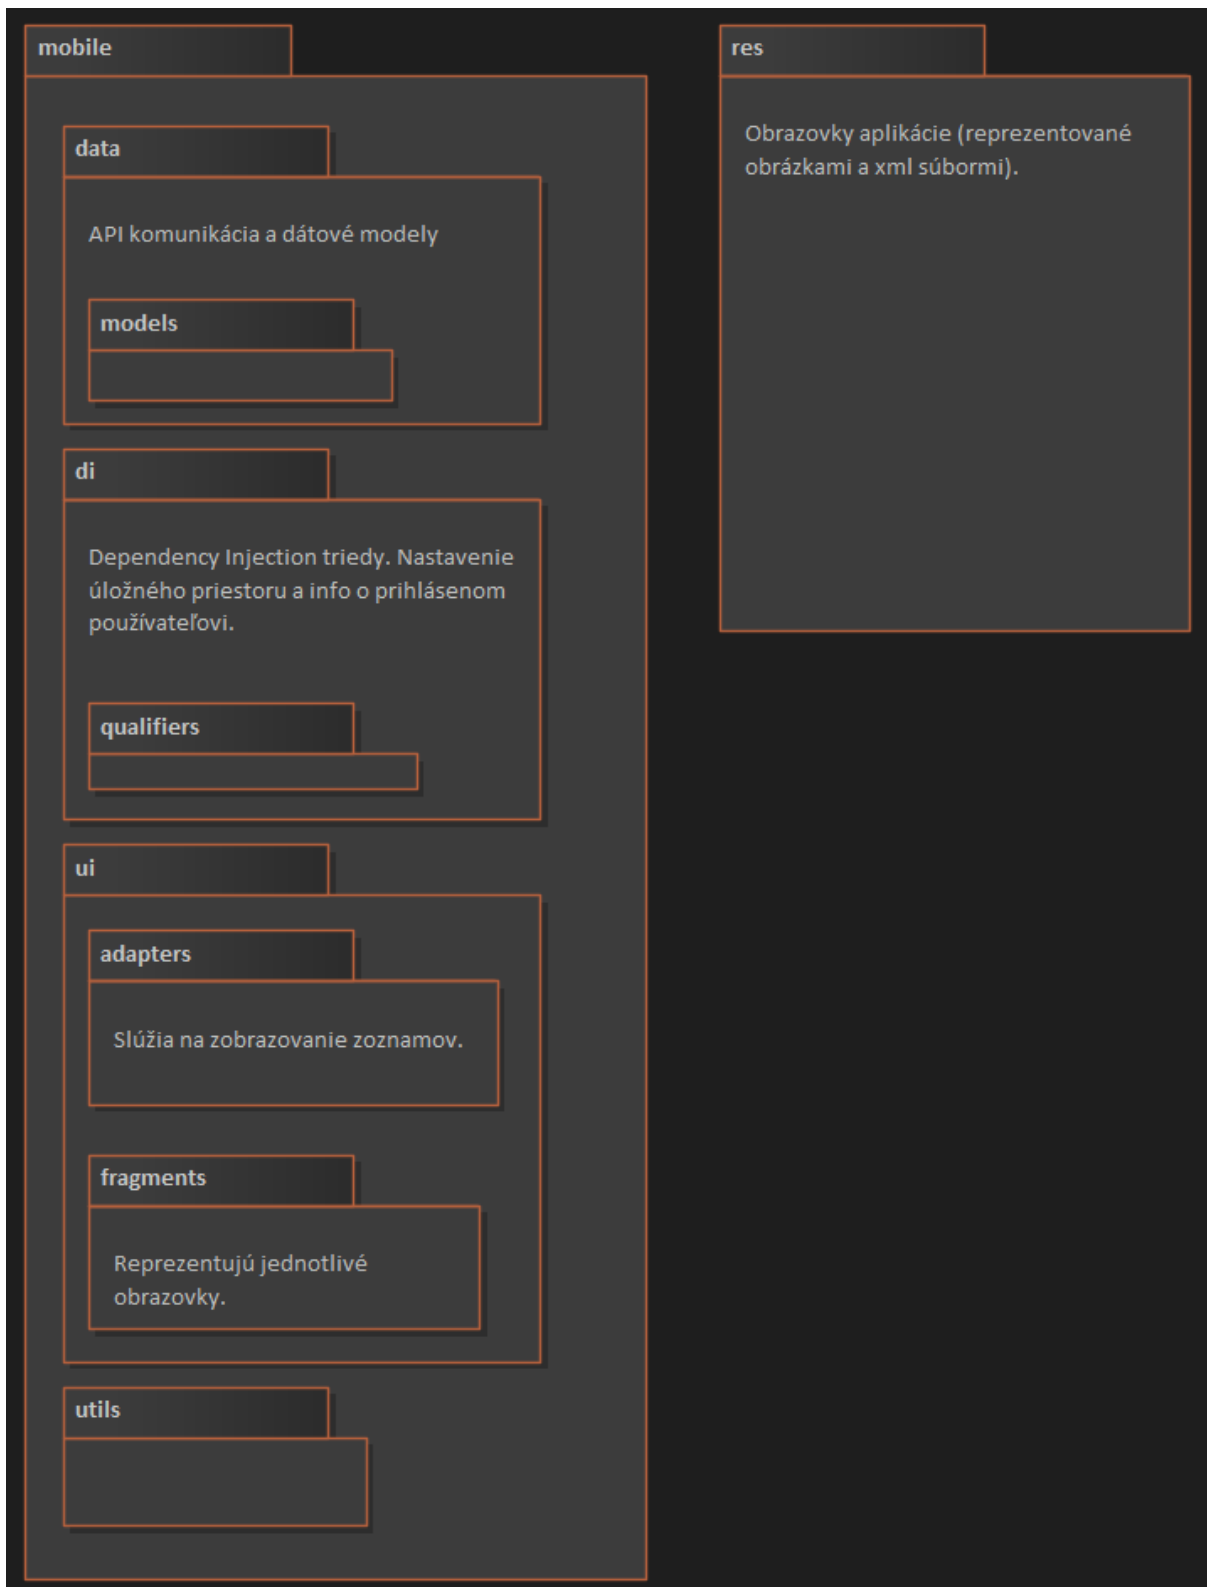 mobile
data
API komunikácia a dátové modely
models
di
Dependency Injection triedy. Nastavenie
úložného priestoru a info o prihlásenom
používateľovi.
qualifiers
ui
adapters
Slúžia na zobrazovanie zoznamov.
fragments
Reprezentujú jednotlivé
obrazovky.
utils
res
Obrazovky aplikácie (reprezentované
obrázkami a xml súbormi).